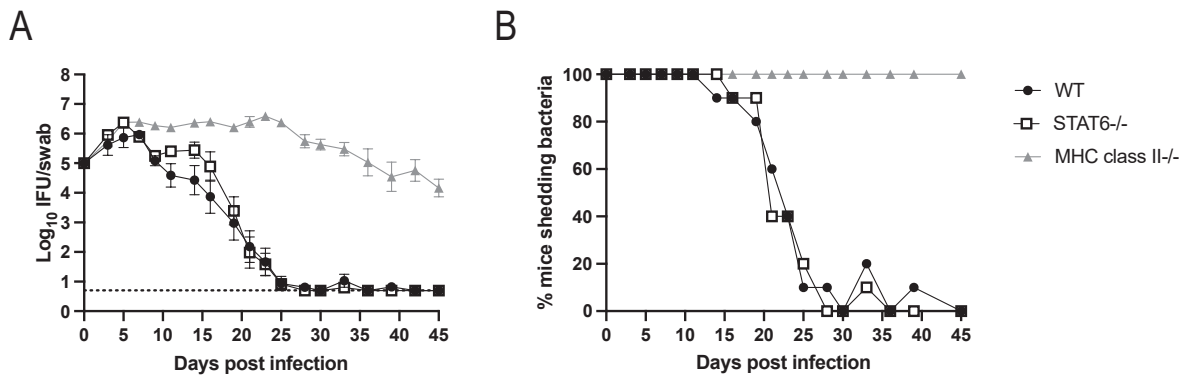 A
Log10 IFU/swab
8
7
6
5
4
3
2
1
0
0 5 10 15 20 25 30 35 40 45
Days post infection
B
% mice shedding bacteria
100
80
60
40
20
0
0 5 10 15 20 25 30 35 40 45
Days post infection
WT
STAT6-/-
MHC class II-/-